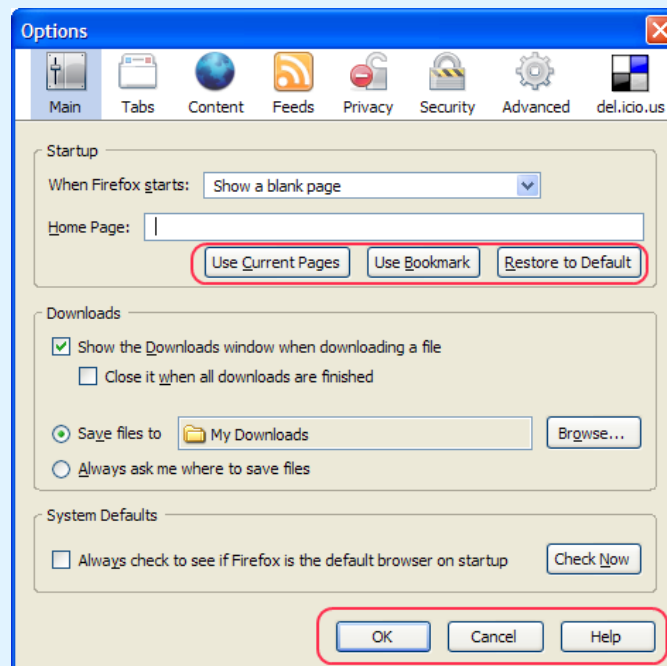 Options
Main Tabs Content Feeds Privacy Security Advanced del.icio.us
Startup
When Firefox starts: Show a blank page
Home Page:
Use Current Pages Use Bookmark Restore to Default
Downloads
Show the Downloads window when downloading a file
Close it when all downloads are finished
Save files to My Downloads Browse...
Always ask me where to save files
System Defaults
Always check to see if Firefox is the default browser on startup Check Now
OK Cancel Help